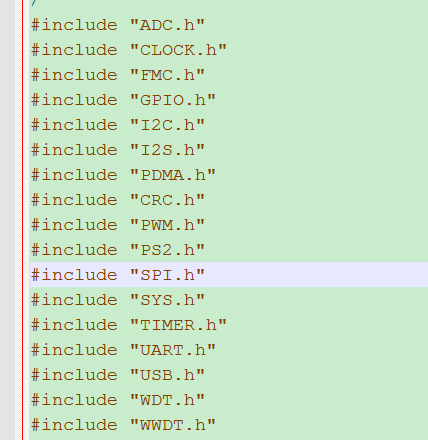 #include "ADC.h"
#include "CLOCK.h"
#include "FMC.h"
#include "GPIO.h"
#include "I2C.h"
#include "I2S.h"
#include "PDMA.h"
#include "CRC.h"
#include "PWM.h"
#include "PS2.h"
#include "SPI.h"
#include "SYS.h"
#include "TIMER.h"
#include "UART.h"
#include "USB.h"
#include "WDT.h"
#include "WWDT.h"